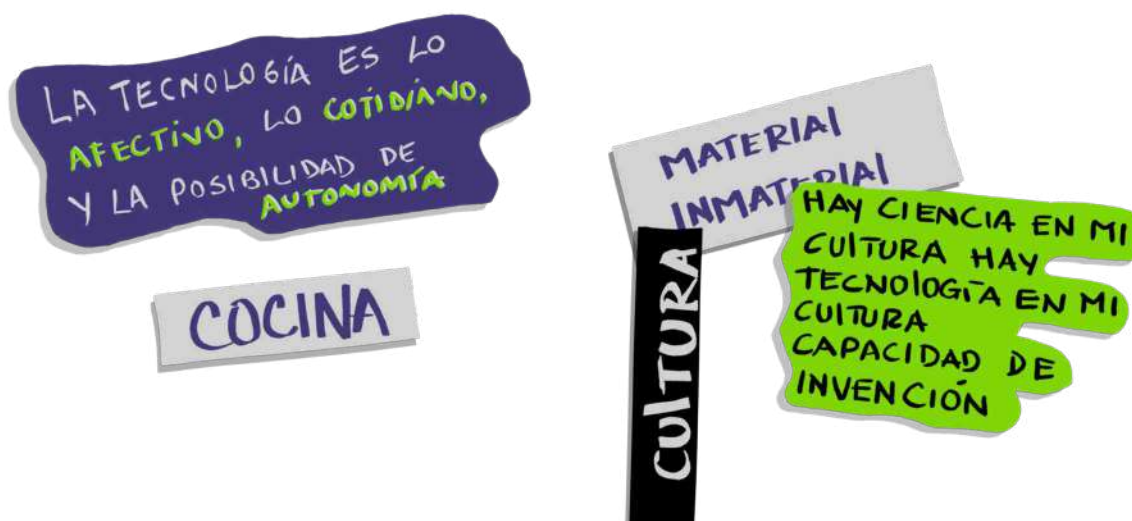 LA TECNOLOGÍA ES LO
AFECTIVO, LO COTIDIANO,
Y LA POSIBILIDAD DE
AUTONOMÍA
COCINA
MATERIAl
INMATERIAl
CUlTURA
HAY CIENCIA EN MI
CUlTURA HAY
TECNOlOGÍA EN MI
CUlTURA
CAPACIDAD DE
INVENCIÓN